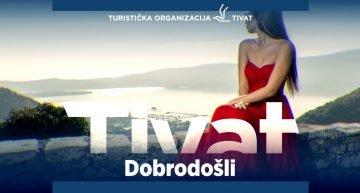 TURISTIČKA ORGANIZACIJA TIVAT
Tivat
Dobrodošli